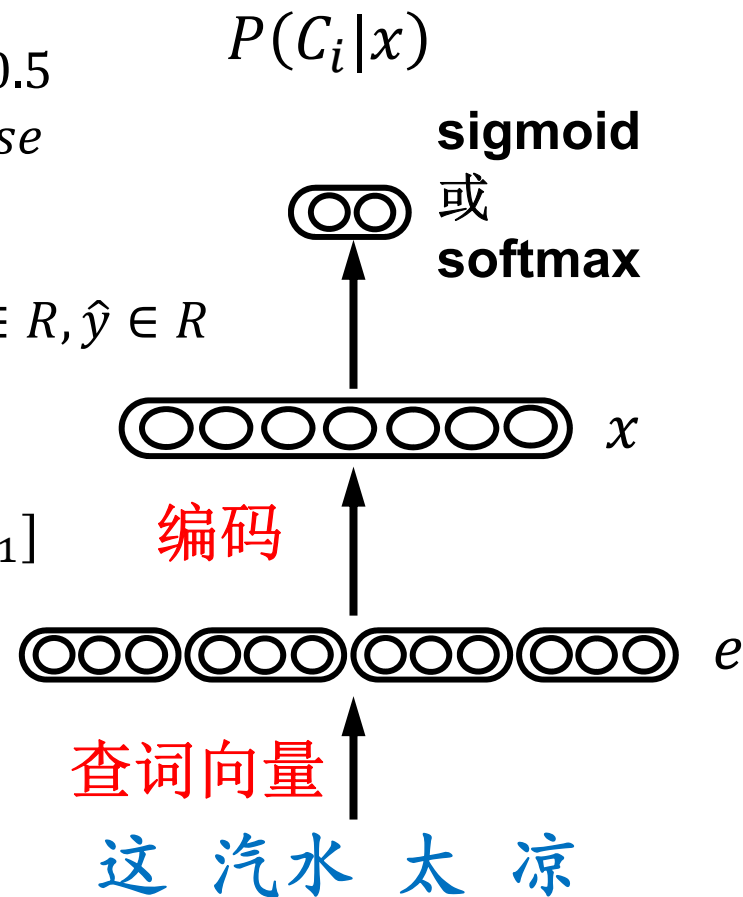 P(C_i|x)
0.5
se
sigmoid
或
softmax
∈ R, ŷ ∈ R
x
编码
₁]
e
查词向量
这 汽水 太 凉